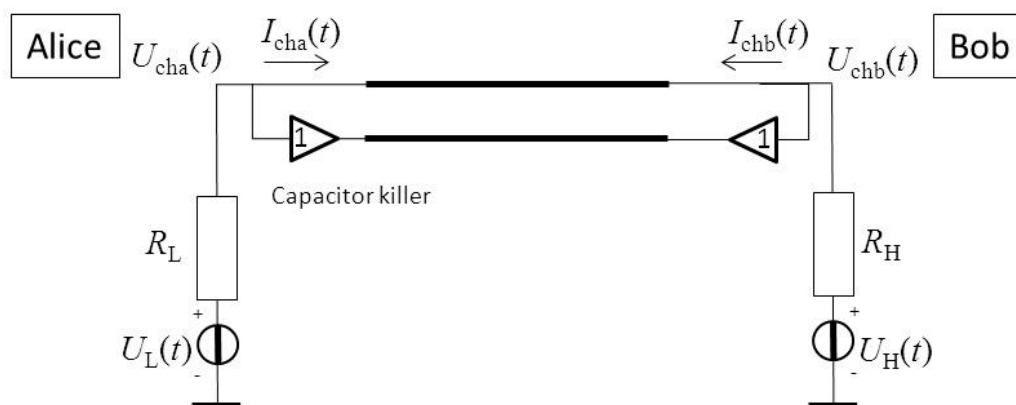 Alice
I_cha(t)
I_chb(t)
Bob
U_cha(t)
U_chb(t)
1
1
Capacitor killer
R_L
R_H
+
+
U_L(t)
U_H(t)
-
-